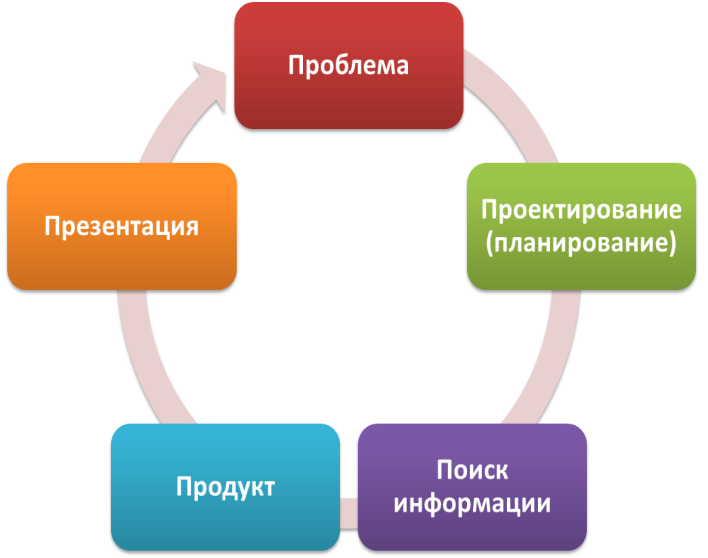 Проблема
Проектирование
(планирование)
Поиск
информации
Продукт
Презентация